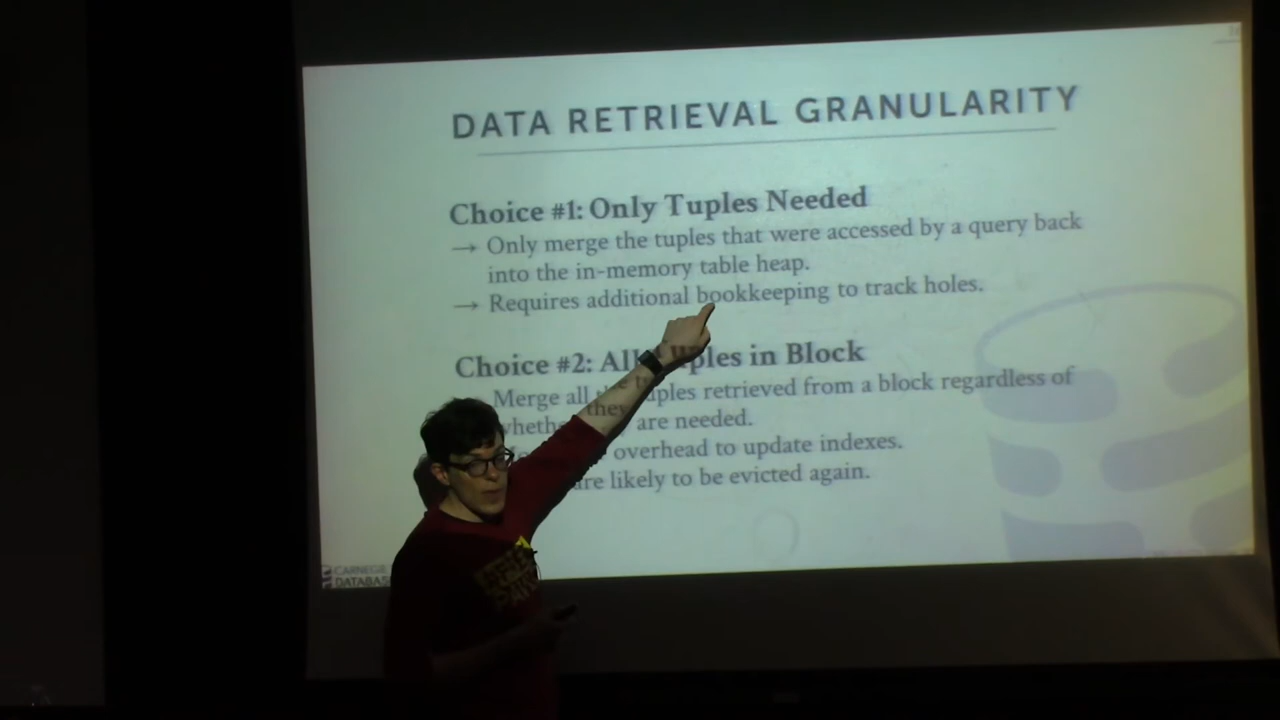 DATA RETRIEVAL GRANULARITY
Choice #1: Only Tuples Needed
→ Only merge the tuples that were accessed by a query back
into the in-memory table heap.
→ Requires additional bookkeeping to track holes.
Choice #2: All Tuples in Block
Merge all the tuples retrieved from a block regardless of
whether they are needed.
overhead to update indexes.
are likely to be evicted again.
CARNEGIE
DATABASE